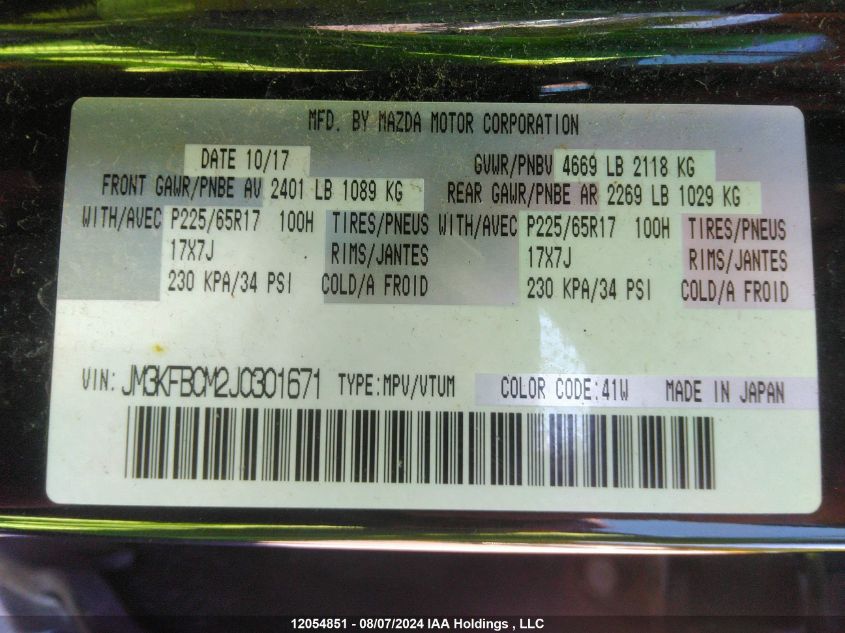 MFD. BY MAZDA MOTOR CORPORATION
DATE 10/17 GVWR/PNBV 4669 LB 2118 KG
FRONT GAWR/PNBE AV 2401 LB 1089 KG REAR GAWR/PNBE AR 2269 LB 1029 KG
WITH/AVEC P225/65R17 100H TIRES/PNEUS WITH/AVEC P225/65R17 100H TIRES/PNEUS
17X7J RIMS/JANTES 17X7J RIMS/JANTES
230 KPA/34 PSI COLD/A FROID 230 KPA/34 PSI COLD/A FROID
VIN: JM3KFBCM2J0301671 TYPE:MPV/VTUM COLOR CODE:41W MADE IN JAPAN
12054851 - 08/07/2024 IAA Holdings , LLC